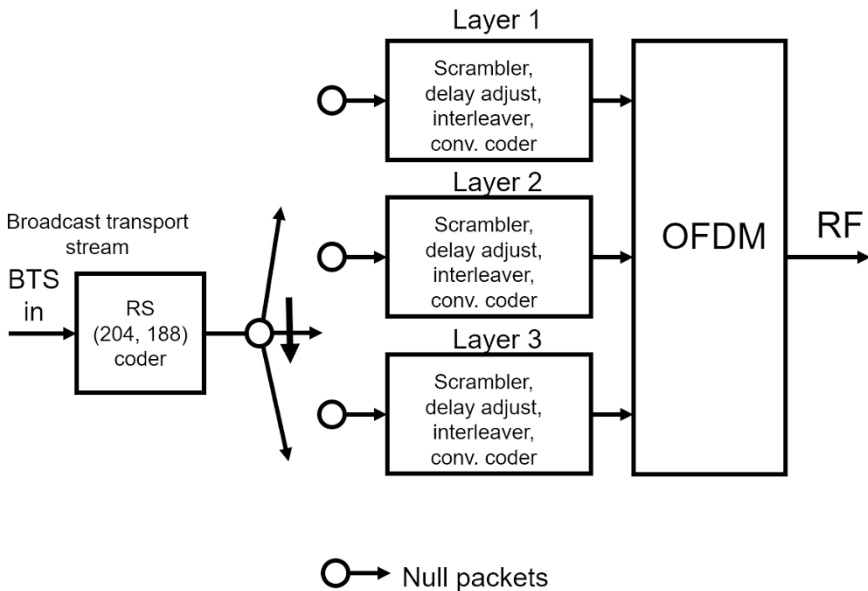 Layer 1
Scrambler,
delay adjust,
interleaver,
conv. coder
Layer 2
Scrambler,
delay adjust,
interleaver,
conv. coder
Layer 3
Scrambler,
delay adjust,
interleaver,
conv. coder
Broadcast transport
stream
BTS
in
RS
(204, 188)
coder
OFDM
RF
Null packets